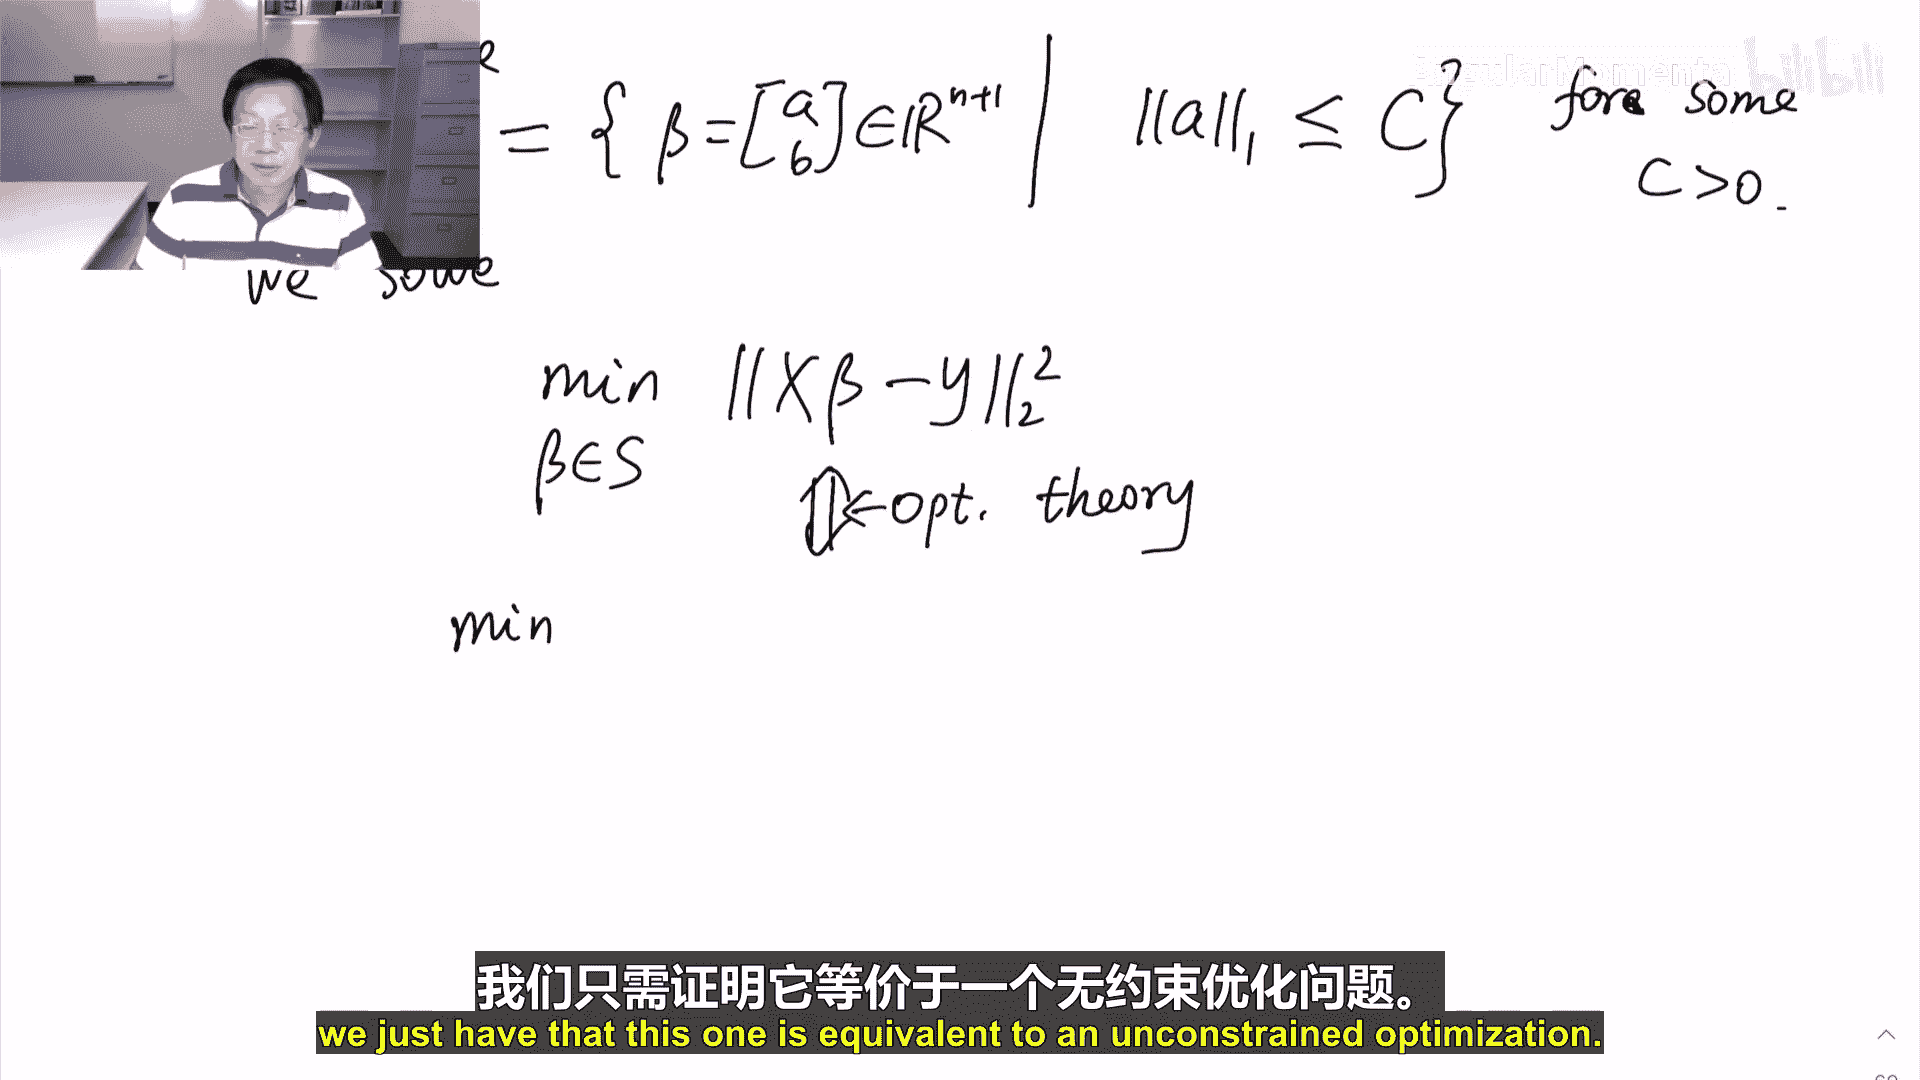 = { β = [a b] ∈ ℝⁿ⁺¹ | ‖a‖₁ ≤ C } for some
C > 0.
we solve
min ‖Xβ − y‖₂²
β∈S
⇕ ← opt. theory
min
我们只需证明它等价于一个无约束优化问题。
we just have that this one is equivalent to an unconstrained optimization.